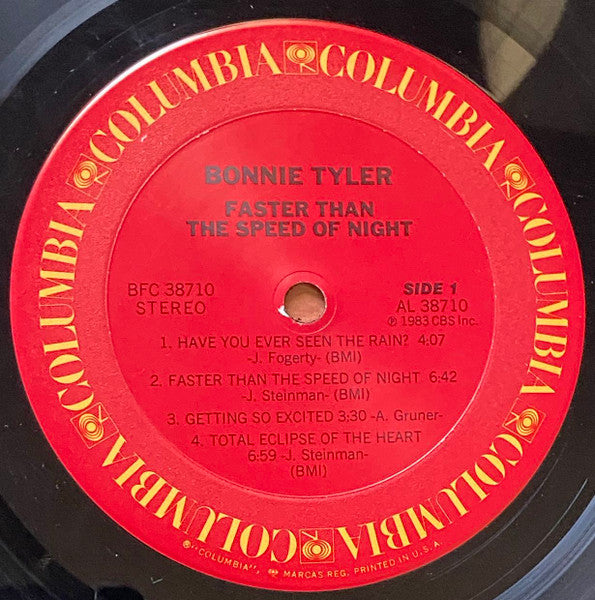 COLUMBIA COLUMBIA COLUMBIA COLUMBIA COLUMBIA COLUMBIA COLUMBIA
BONNIE TYLER
FASTER THAN
THE SPEED OF NIGHT
BFC 38710
STEREO
SIDE 1
AL 38710
℗ 1983 CBS Inc.
1. HAVE YOU EVER SEEN THE RAIN? 4:07
-J. Fogerty- (BMI)
2. FASTER THAN THE SPEED OF NIGHT 6:42
-J. Steinman- (BMI)
3. GETTING SO EXCITED 3:30 -A. Gruner-
4. TOTAL ECLIPSE OF THE HEART
6:59 -J. Steinman-
(BMI)
®"COLUMBIA", MARCAS REG. PRINTED IN U.S.A.